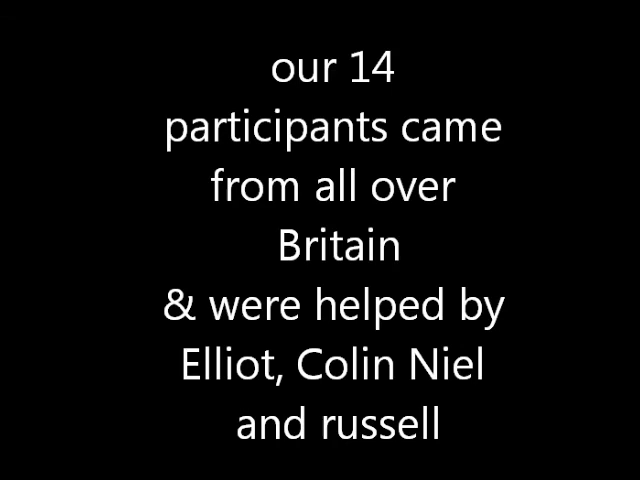 our 14
participants came
from all over
Britain
& were helped by
Elliot, Colin Niel
and russell